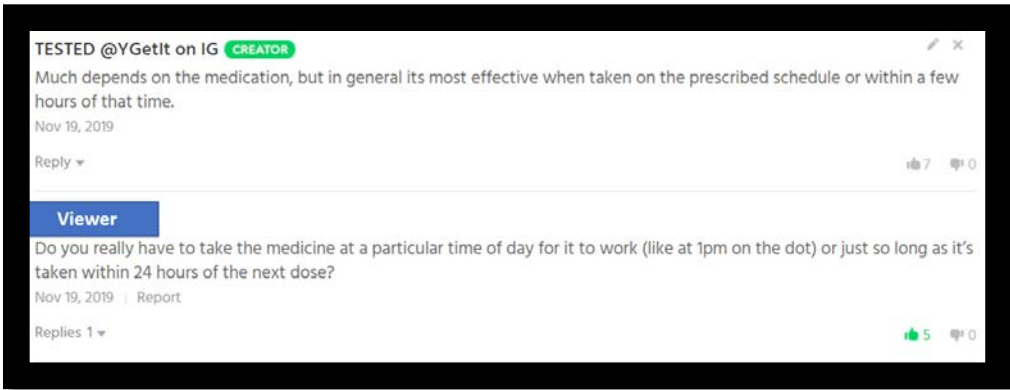 TESTED @YGetIt on IG CREATOR
Much depends on the medication, but in general its most effective when taken on the prescribed schedule or within a few
hours of that time.
Nov 19, 2019
Reply
7 0
Viewer
Do you really have to take the medicine at a particular time of day for it to work (like at 1pm on the dot) or just so long as it's
taken within 24 hours of the next dose?
Nov 19, 2019 | Report
Replies 1
5 0